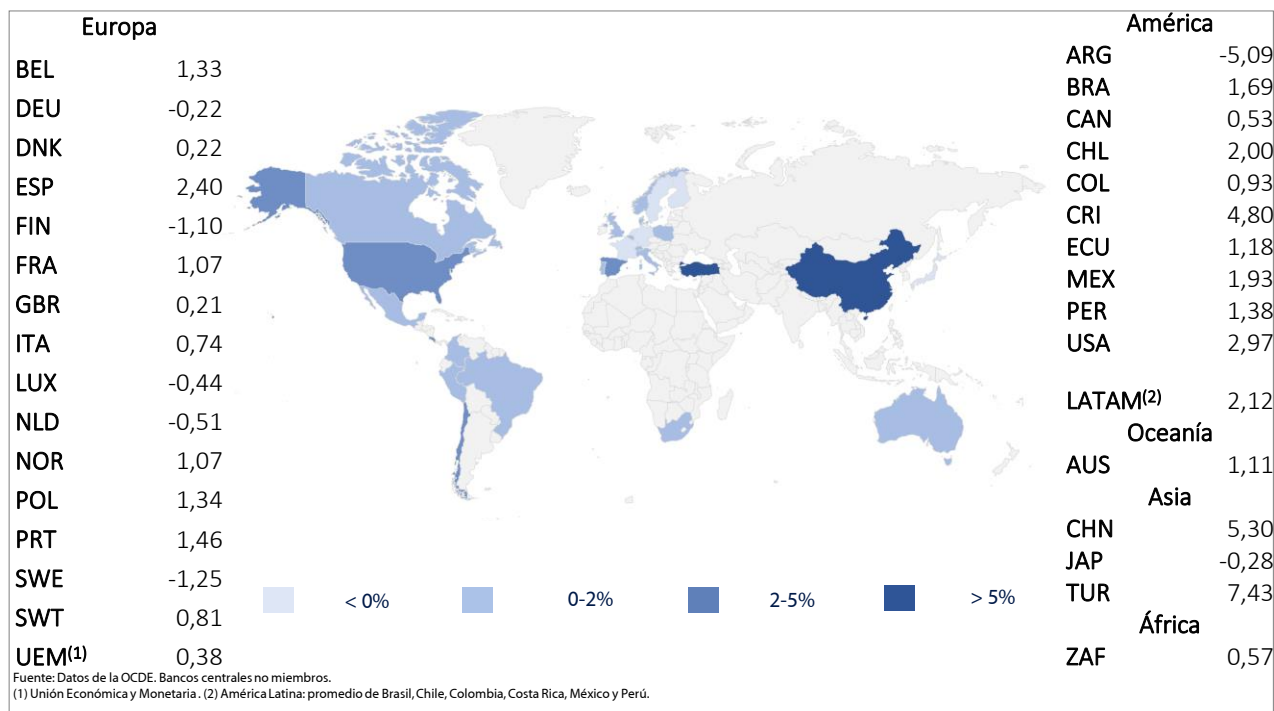 Europa
BEL 1,33
DEU -0,22
DNK 0,22
ESP 2,40
FIN -1,10
FRA 1,07
GBR 0,21
ITA 0,74
LUX -0,44
NLD -0,51
NOR 1,07
POL 1,34
PRT 1,46
SWE -1,25
SWT 0,81
UEM(1) 0,38
< 0%
0-2%
2-5%
> 5%
América
ARG -5,09
BRA 1,69
CAN 0,53
CHL 2,00
COL 0,93
CRI 4,80
ECU 1,18
MEX 1,93
PER 1,38
USA 2,97
LATAM(2) 2,12
Oceanía
AUS 1,11
Asia
CHN 5,30
JAP -0,28
TUR 7,43
África
ZAF 0,57
Fuente: Datos de la OCDE. Bancos centrales no miembros.
(1) Unión Económica y Monetaria . (2) América Latina: promedio de Brasil, Chile, Colombia, Costa Rica, México y Perú.